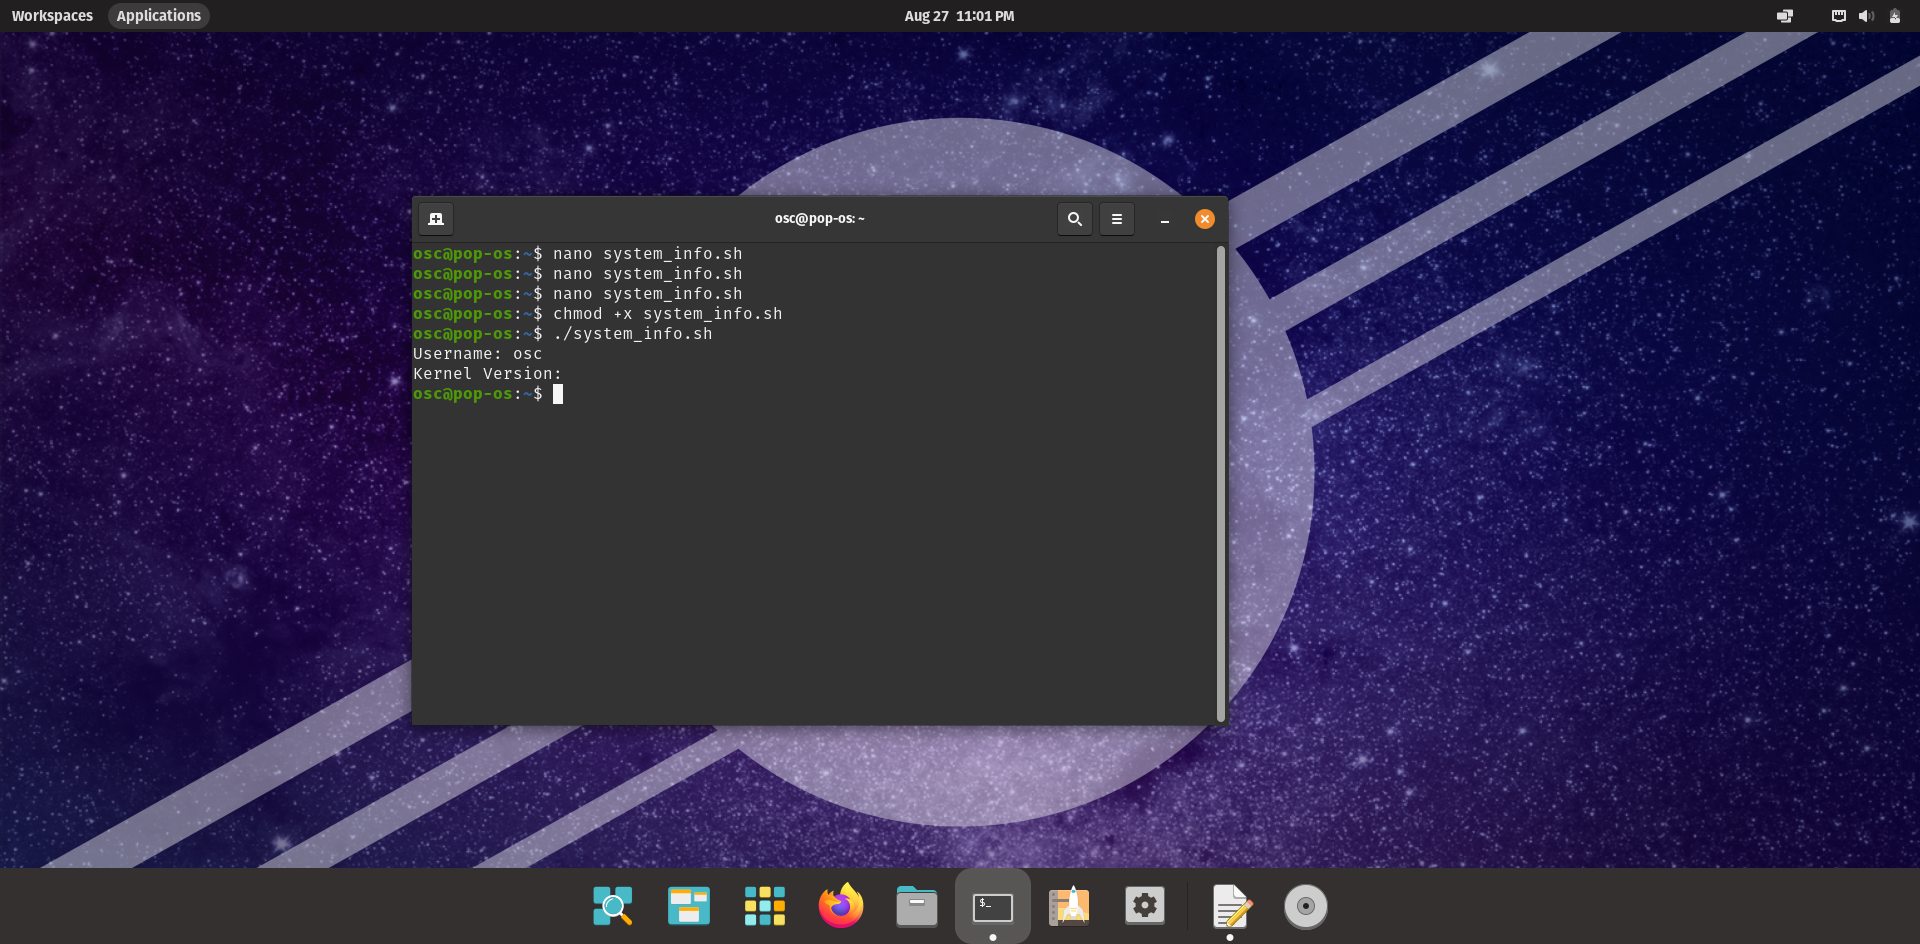 Workspaces Applications Aug 27 11:01 PM
osc@pop-os: ~
osc@pop-os:~$ nano system_info.sh
osc@pop-os:~$ nano system_info.sh
osc@pop-os:~$ nano system_info.sh
osc@pop-os:~$ chmod +x system_info.sh
osc@pop-os:~$ ./system_info.sh
Username: osc
Kernel Version:
osc@pop-os:~$
$_